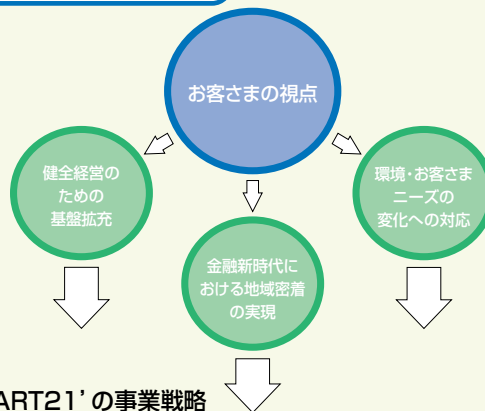 お客さまの視点
健全経営の
ための
基盤拡充
環境・お客さま
ニーズの
変化への対応
金融新時代に
おける地域密着
の実現
ART21’の事業戦略